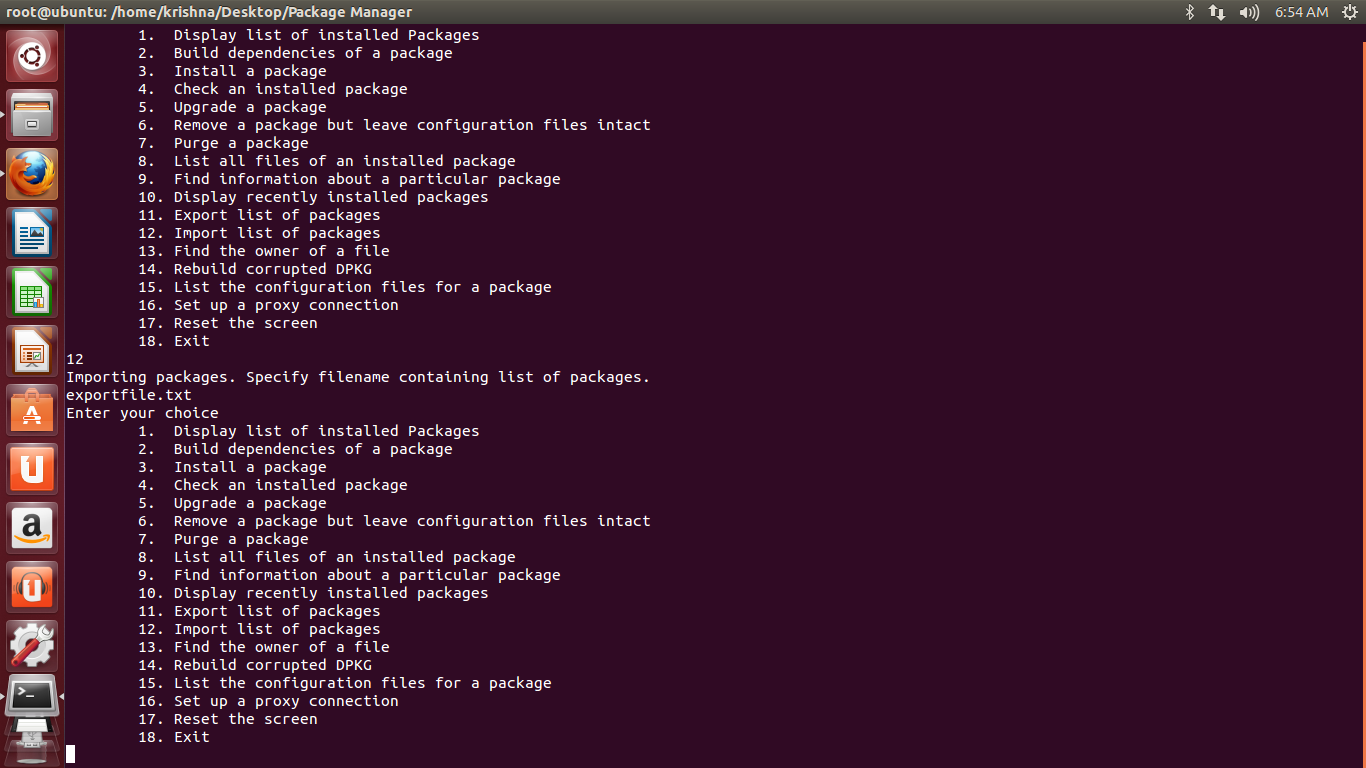 root@ubuntu: /home/krishna/Desktop/Package Manager
6:54 AM
1. Display list of installed Packages
2. Build dependencies of a package
3. Install a package
4. Check an installed package
5. Upgrade a package
6. Remove a package but leave configuration files intact
7. Purge a package
8. List all files of an installed package
9. Find information about a particular package
10. Display recently installed packages
11. Export list of packages
12. Import list of packages
13. Find the owner of a file
14. Rebuild corrupted DPKG
15. List the configuration files for a package
16. Set up a proxy connection
17. Reset the screen
18. Exit
12
Importing packages. Specify filename containing list of packages.
exportfile.txt
Enter your choice
1. Display list of installed Packages
2. Build dependencies of a package
3. Install a package
4. Check an installed package
5. Upgrade a package
6. Remove a package but leave configuration files intact
7. Purge a package
8. List all files of an installed package
9. Find information about a particular package
10. Display recently installed packages
11. Export list of packages
12. Import list of packages
13. Find the owner of a file
14. Rebuild corrupted DPKG
15. List the configuration files for a package
16. Set up a proxy connection
17. Reset the screen
18. Exit